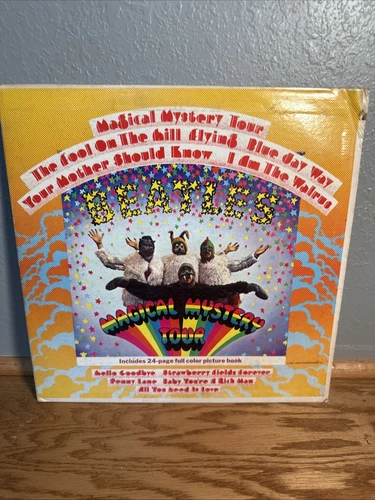 Magical Mystery Tour
The Fool On The Hill Flying Blue Jay Way
Your Mother Should Know I Am The Walrus
BEATLES
MAGICAL MYSTERY
TOUR
Includes 24-page full color picture book
Hello Goodbye Strawberry Fields Forever
Penny Lane Baby You're A Rich Man
All You Need Is Love